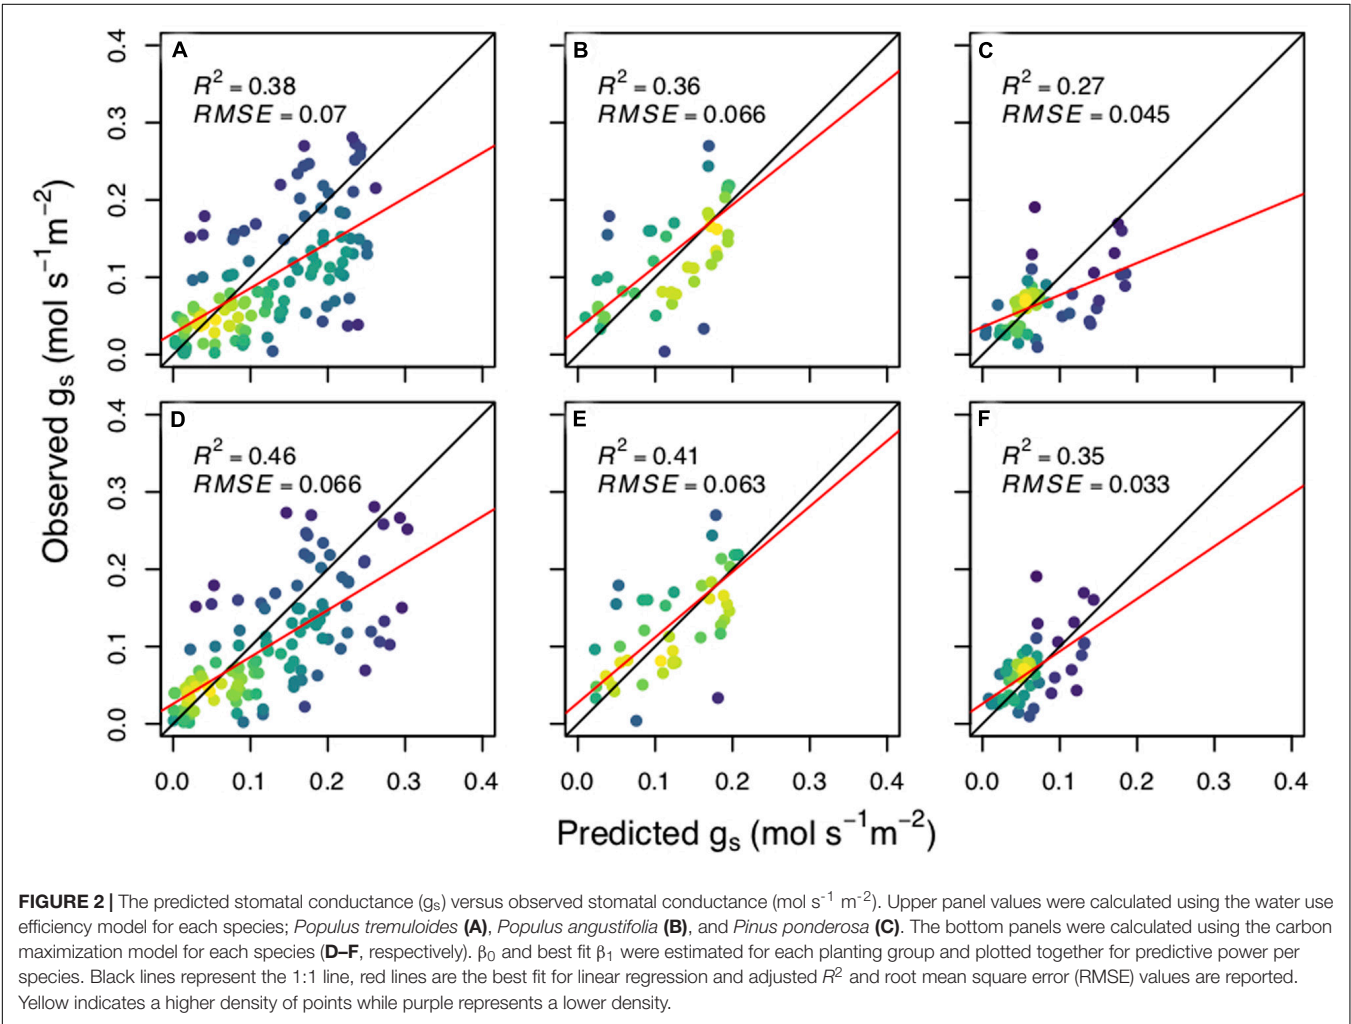 A
R² = 0.38
RMSE = 0.07
B
R² = 0.36
RMSE = 0.066
C
R² = 0.27
RMSE = 0.045
0.4
0.3
0.2
0.1
0.0
D
R² = 0.46
RMSE = 0.066
E
R² = 0.41
RMSE = 0.063
F
R² = 0.35
RMSE = 0.033
0.4
0.3
0.2
0.1
0.0
Observed gₛ (mol s⁻¹m⁻²)
0.0 0.1 0.2 0.3 0.4
0.0 0.1 0.2 0.3 0.4
0.0 0.1 0.2 0.3 0.4
Predicted gₛ (mol s⁻¹m⁻²)
FIGURE 2 | The predicted stomatal conductance (gₛ) versus observed stomatal conductance (mol s⁻¹ m⁻²). Upper panel values were calculated using the water use
efficiency model for each species; Populus tremuloides (A), Populus angustifolia (B), and Pinus ponderosa (C). The bottom panels were calculated using the carbon
maximization model for each species (D–F, respectively). β₀ and best fit β₁ were estimated for each planting group and plotted together for predictive power per
species. Black lines represent the 1:1 line, red lines are the best fit for linear regression and adjusted R² and root mean square error (RMSE) values are reported.
Yellow indicates a higher density of points while purple represents a lower density.